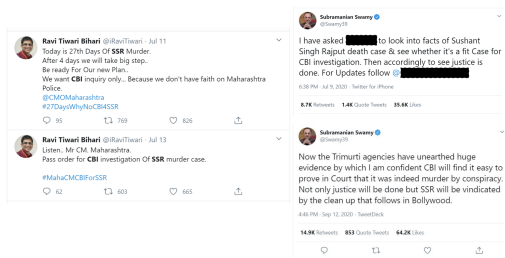 Ravi Tiwari Bihari @iRaviTiwari · Jul 11
Today is 27th Days Of SSR Murder.
After 4 days we will take big step..
Be ready For our New Plan..
We want CBI inquiry only... Because we don't have faith on Maharashtra
Police.
@CMOMaharashtra
#27DaysWhyNoCBI4SSR
95 769 826
Ravi Tiwari Bihari @iRaviTiwari · Jul 13
Listen.. Mr CM. Maharashtra.
Pass order for CBI investigation Of SSR murder case.
#MahaCMCBIForSSR
62 603 665
Subramanian Swamy
@Swamy39
I have asked to look into facts of Sushant
Singh Rajput death case & see whether it's a fit Case for
CBI investigation. Then accordingly to see justice is
done. For Updates follow @
6:38 PM · Jul 9, 2020 · Twitter for iPhone
8.7K Retweets 1.4K Quote Tweets 35.6K Likes
Subramanian Swamy
@Swamy39
Now the Trimurti agencies have unearthed huge
evidence by which I am confident CBI will find it easy to
prove in Court that it was indeed murder by conspiracy.
Not only justice will be done but SSR will be vindicated
by the clean up that follows in Bollywood.
4:46 PM · Sep 12, 2020 · TweetDeck
14.9K Retweets 853 Quote Tweets 64.2K Likes